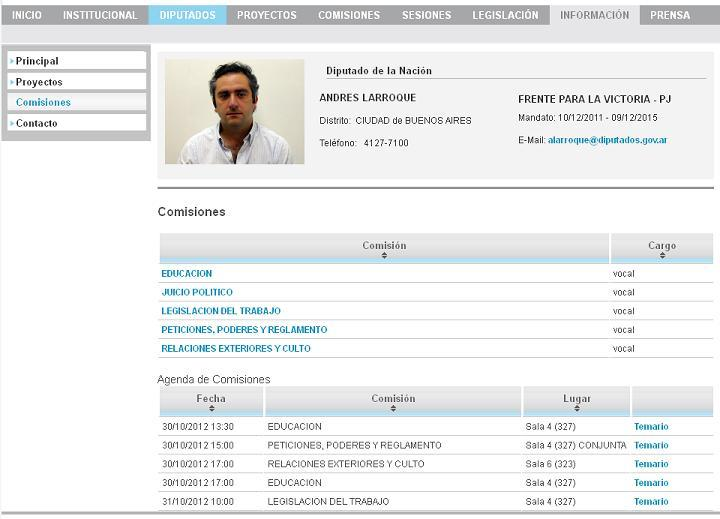 INICIO INSTITUCIONAL DIPUTADOS PROYECTOS COMISIONES SESIONES LEGISLACIÓN INFORMACIÓN PRENSA
Principal
Proyectos
Comisiones
Contacto
Diputado de la Nación
ANDRES LARROQUE
Distrito: CIUDAD de BUENOS AIRES
Teléfono: 4127-7100
FRENTE PARA LA VICTORIA - PJ
Mandato: 10/12/2011 - 09/12/2015
E-Mail: alarroque@diputados.gov.ar
Comisiones
Comisión Cargo
EDUCACION vocal
JUICIO POLITICO vocal
LEGISLACION DEL TRABAJO vocal
PETICIONES, PODERES Y REGLAMENTO vocal
RELACIONES EXTERIORES Y CULTO vocal
Agenda de Comisiones
Fecha Comisión Lugar
30/10/2012 13:30 EDUCACION Sala 4 (327) Temario
30/10/2012 15:00 PETICIONES, PODERES Y REGLAMENTO Sala 4 (327) CONJUNTA Temario
30/10/2012 17:00 RELACIONES EXTERIORES Y CULTO Sala 6 (323) Temario
30/10/2012 17:00 EDUCACION Sala 4 (327) Temario
31/10/2012 10:00 LEGISLACION DEL TRABAJO Sala 4 (327) Temario